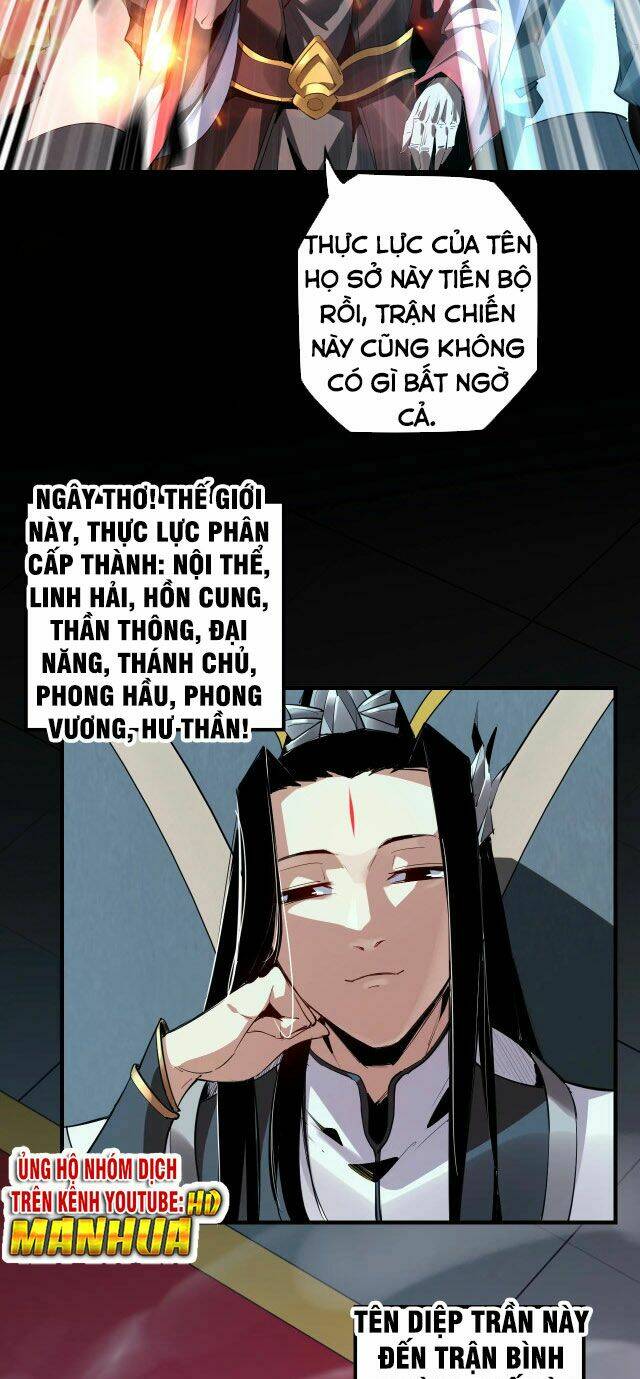 THỰC LỰC CỦA TÊN
HỌ SỞ NÀY TIẾN BỘ
RỒI, TRẬN CHIẾN
NÀY CŨNG KHÔNG
CÓ GÌ BẤT NGỜ
CẢ.
NGÂY THƠ! THẾ GIỚI
NÀY, THỰC LỰC PHÂN
CẤP THÀNH: NỘI THỂ,
LINH HẢI, HỒN CUNG,
THẦN THÔNG, ĐẠI
NĂNG, THÁNH CHỦ,
PHONG HẦU, PHONG
VƯƠNG, HƯ THẦN!
ỦNG HỘ NHÓM DỊCH
TRÊN KÊNH YOUTUBE: HD
MANHUA
TÊN DIỆP TRẦN NÀY
ĐẾN TRẬN BÌNH